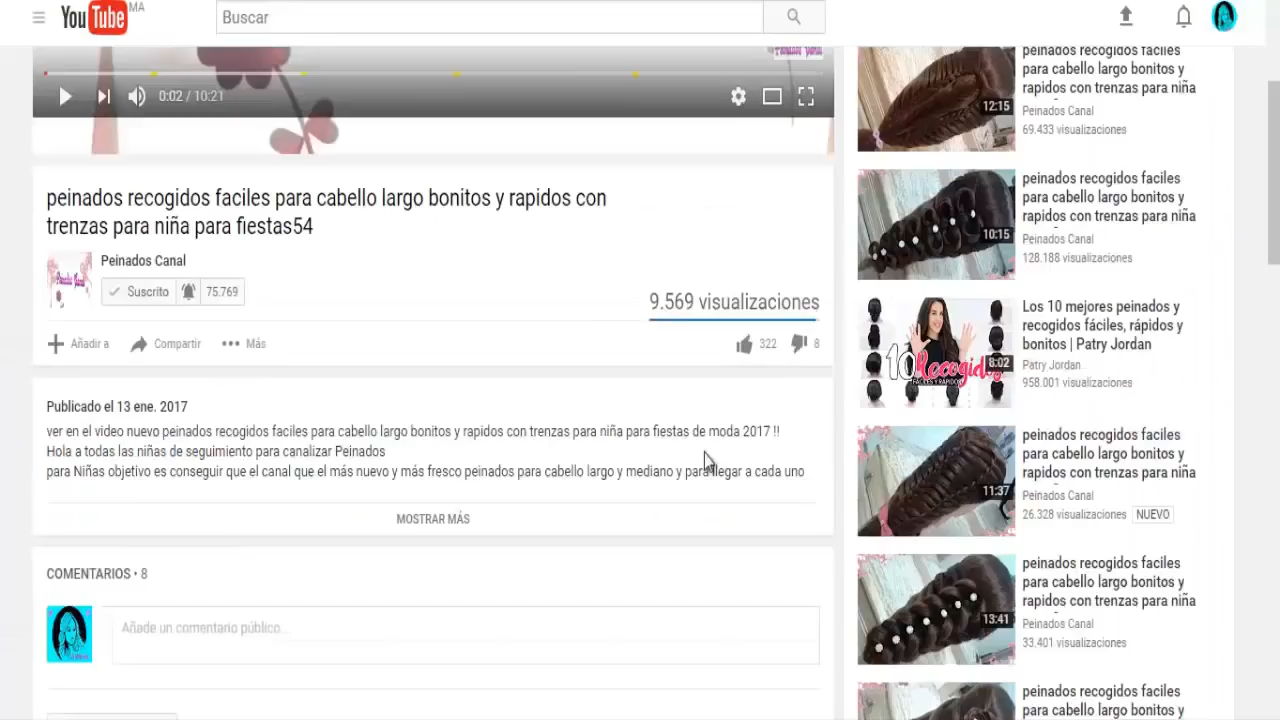 YouTube MA
Buscar
0:02 / 10:21
peinados recogidos faciles para cabello largo bonitos y rapidos con
trenzas para niña para fiestas54
Peinados Canal
Suscrito 75.769
9.569 visualizaciones
Añadir a Compartir Más 322 8
Publicado el 13 ene. 2017
ver en el video nuevo peinados recogidos faciles para cabello largo bonitos y rapidos con trenzas para niña para fiestas de moda 2017 !!
Hola a todas las niñas de seguimiento para canalizar Peinados
para Niñas objetivo es conseguir que el canal que el más nuevo y más fresco peinados para cabello largo y mediano y para llegar a cada uno
MOSTRAR MÁS
COMENTARIOS • 8
Añade un comentario público...
peinados recogidos faciles
para cabello largo bonitos y
rapidos con trenzas para niña
12:15
Peinados Canal
69.433 visualizaciones
peinados recogidos faciles
para cabello largo bonitos y
rapidos con trenzas para niña
10:15
Peinados Canal
128.188 visualizaciones
Los 10 mejores peinados y
recogidos fáciles, rápidos y
bonitos | Patry Jordan
10 Recogidos
FÁCILES Y RÁPIDOS
8:02
Patry Jordan
958.001 visualizaciones
peinados recogidos faciles
para cabello largo bonitos y
rapidos con trenzas para niña
11:37
Peinados Canal
26.328 visualizaciones NUEVO
peinados recogidos faciles
para cabello largo bonitos y
rapidos con trenzas para niña
13:41
Peinados Canal
33.401 visualizaciones
peinados recogidos faciles
para cabello largo bonitos y